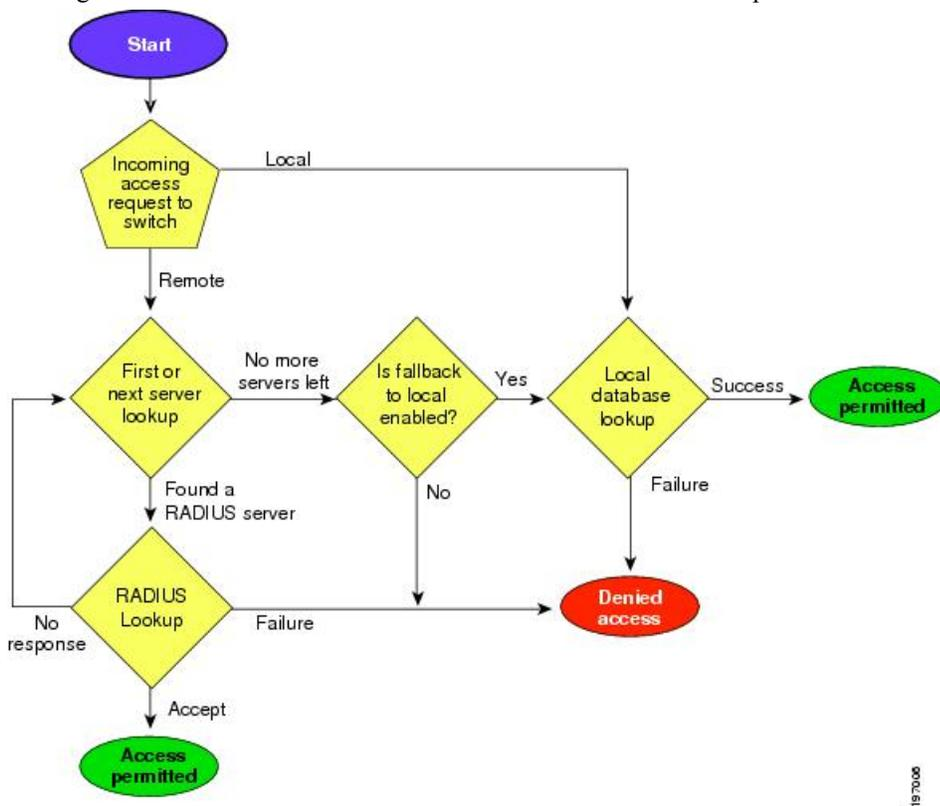 Start
Incoming
access
request to
switch
Local
Remote
First or
next server
lookup
No more
servers left
Is fallback
to local
enabled?
Yes
Local
database
lookup
Success
Access
permitted
Found a
RADIUS server
No
Failure
RADIUS
Lookup
No
response
Failure
Denied
access
Accept
Access
permitted
197006